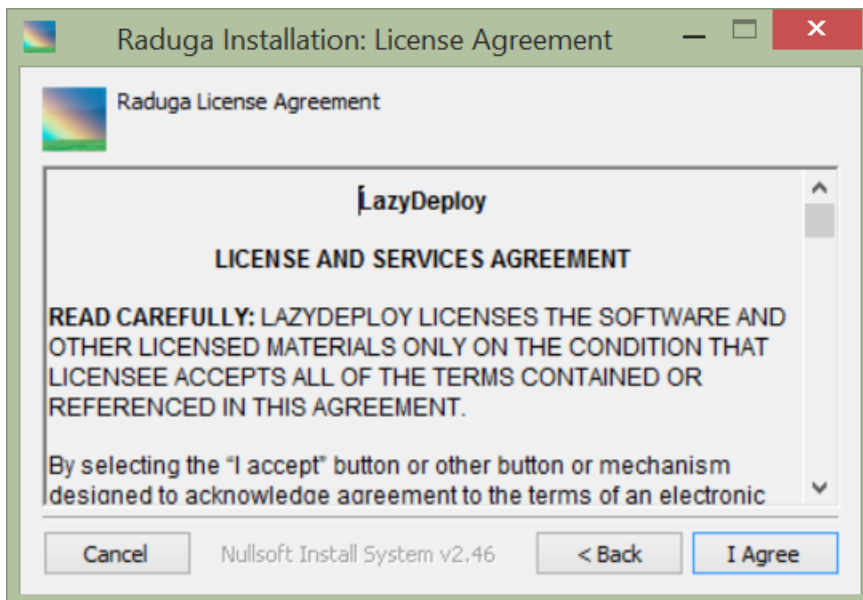 Raduga Installation: License Agreement
Raduga License Agreement
LazyDeploy
LICENSE AND SERVICES AGREEMENT
READ CAREFULLY: LAZYDEPLOY LICENSES THE SOFTWARE AND
OTHER LICENSED MATERIALS ONLY ON THE CONDITION THAT
LICENSEE ACCEPTS ALL OF THE TERMS CONTAINED OR
REFERENCED IN THIS AGREEMENT.
By selecting the “I accept” button or other button or mechanism
designed to acknowledge agreement to the terms of an electronic
Cancel
Nullsoft Install System v2.46
< Back
I Agree